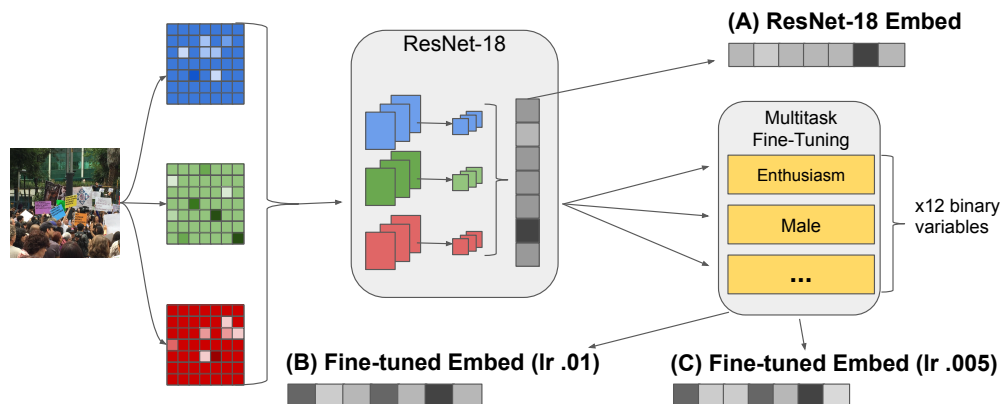 (A) ResNet-18 Embed
ResNet-18
Multitask
Fine-Tuning
Enthusiasm
Male
...
x12 binary
variables
(B) Fine-tuned Embed (lr .01)
(C) Fine-tuned Embed (lr .005)